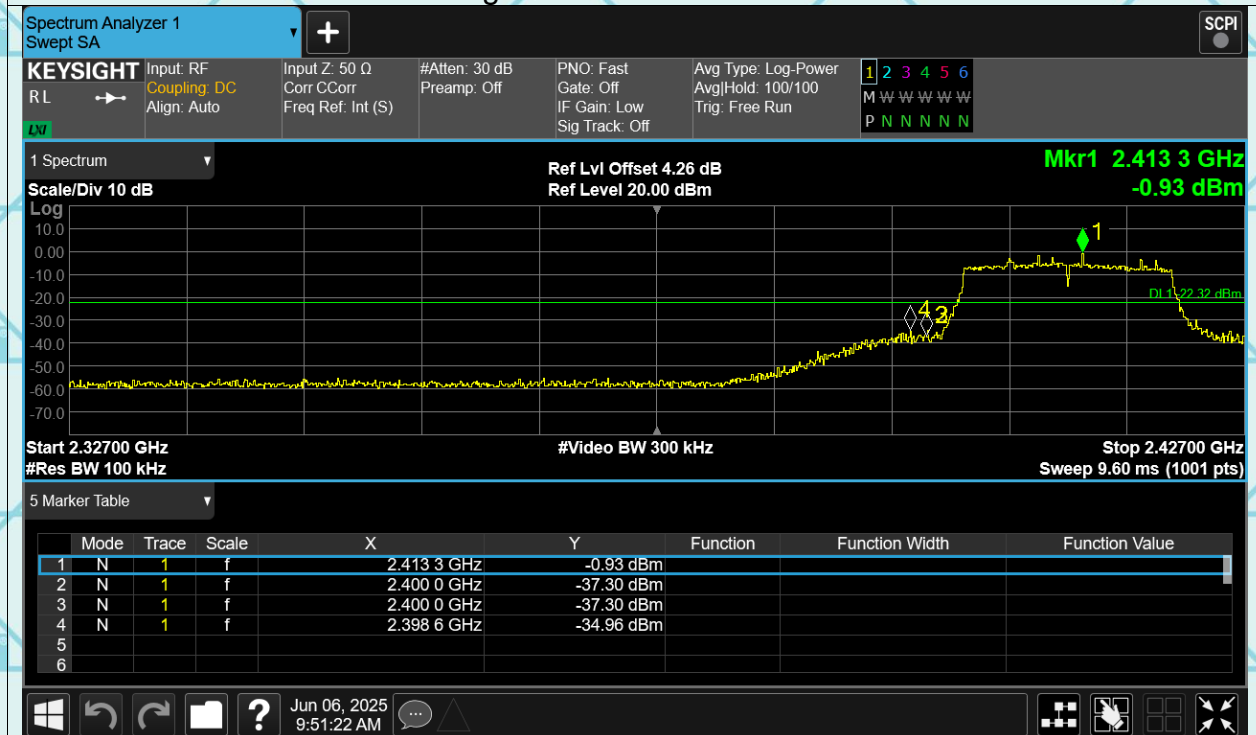 Spectrum Analyzer 1
Swept SA
+
SCPI
KEYSIGHT
RL
LXI
Input: RF
Coupling: DC
Align: Auto
Input Z: 50 Ω
Corr CCorr
Freq Ref: Int (S)
#Atten: 30 dB
Preamp: Off
PNO: Fast
Gate: Off
IF Gain: Low
Sig Track: Off
Avg Type: Log-Power
Avg|Hold: 100/100
Trig: Free Run
1 2 3 4 5 6
M W W W W W
P N N N N N
1 Spectrum
Scale/Div 10 dB
Ref Lvl Offset 4.26 dB
Ref Level 20.00 dBm
Mkr1 2.413 3 GHz
-0.93 dBm
Log
10.0
0.00
-10.0
-20.0
-30.0
-40.0
-50.0
-60.0
-70.0
1
DL1 -22.32 dBm
4
Start 2.32700 GHz
#Res BW 100 kHz
#Video BW 300 kHz
Stop 2.42700 GHz
Sweep 9.60 ms (1001 pts)
5 Marker Table
Mode Trace Scale X Y Function Function Width Function Value
1 N 1 f 2.413 3 GHz -0.93 dBm
2 N 1 f 2.400 0 GHz -37.30 dBm
3 N 1 f 2.400 0 GHz -37.30 dBm
4 N 1 f 2.398 6 GHz -34.96 dBm
5
6
?
Jun 06, 2025
9:51:22 AM